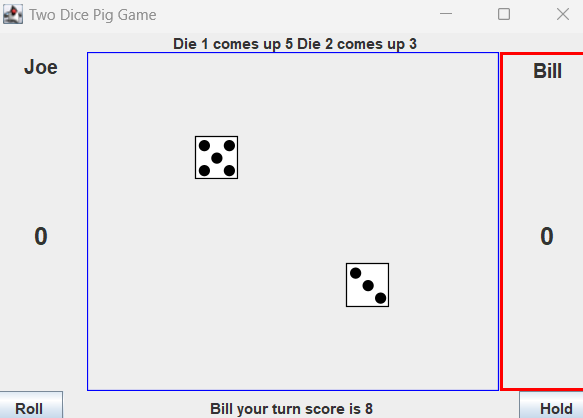 Two Dice Pig Game
Die 1 comes up 5 Die 2 comes up 3
Joe
Bill
0
0
Roll
Bill your turn score is 8
Hold